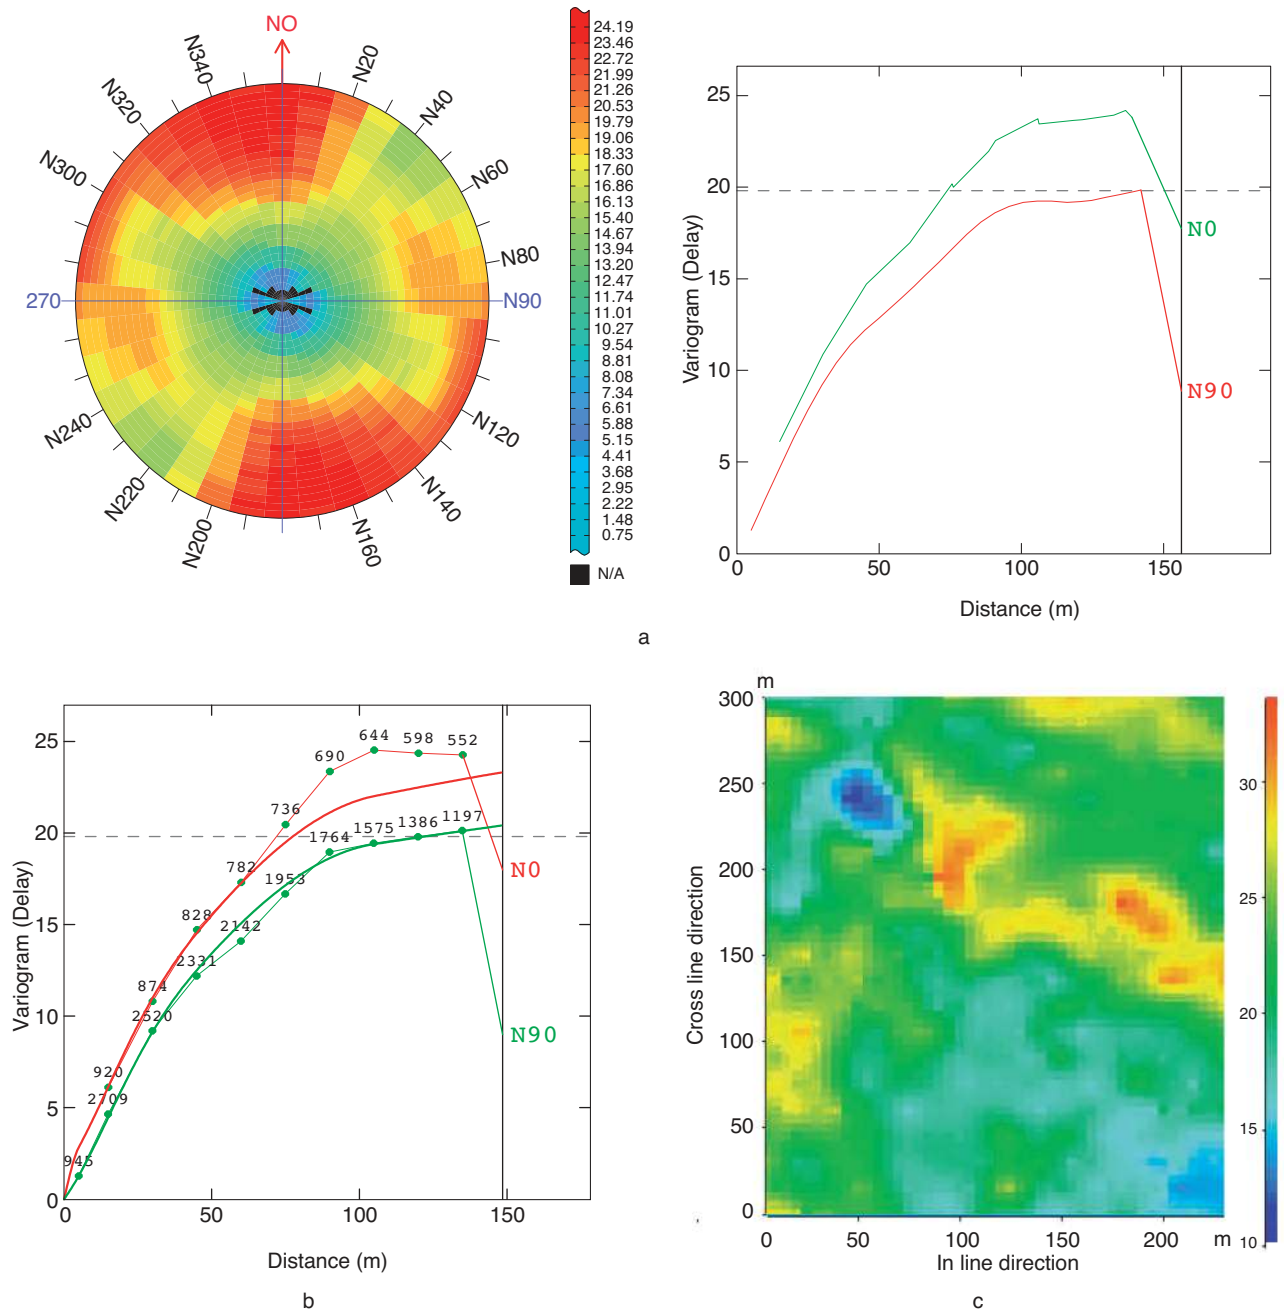 NO
N20
N40
N60
N80
N90
N120
N140
N160
N200
N220
N240
270
N300
N320
N340
24.19
23.46
22.72
21.99
21.26
20.53
19.79
19.06
18.33
17.60
16.86
16.13
15.40
14.67
13.94
13.20
12.47
11.74
11.01
10.27
9.54
8.81
8.08
7.34
6.61
5.88
5.15
4.41
3.68
2.95
2.22
1.48
0.75
N/A
Variogram (Delay)
25
20
15
10
5
0
0 50 100 150
Distance (m)
N0
N90
a
Variogram (Delay)
25
20
15
10
5
0
0 50 100
Distance (m)
945
920
874
828
782
736
690
644
598
552
2709
2520
2331
2142
1953
1764
1575
1386
1197
N0
N90
b
m
300
250
200
150
100
50
0
Cross line direction
0 50 100 150 200 m
In line direction
30
25
20
15
10
c